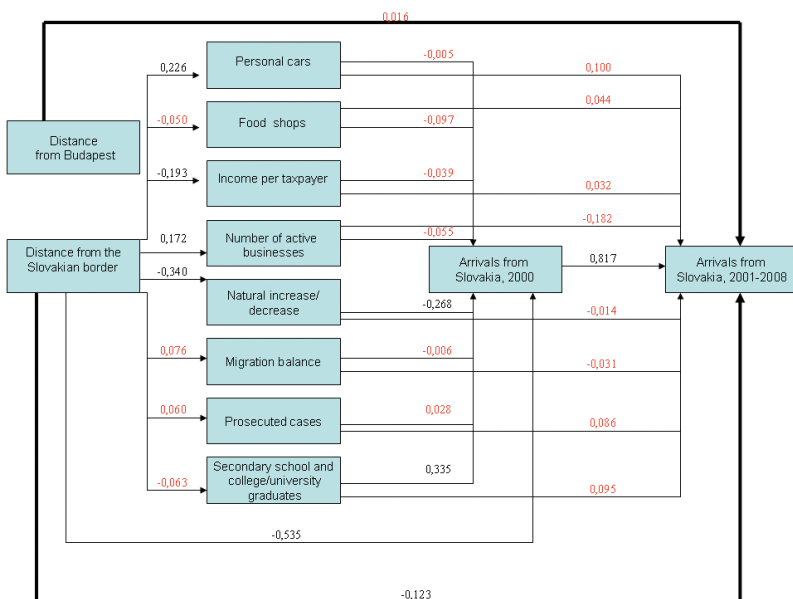 0,016
Personal cars
0,226
-0,005
0,100
Food shops
-0,050
-0,097
0,044
Distance
from Budapest
Income per taxpayer
-0,193
-0,039
0,032
Number of active
businesses
-0,182
-0,055
Distance from the
Slovakian border
0,172
Arrivals from
Slovakia, 2000
0,817
Arrivals from
Slovakia, 2001-2008
-0,340
Natural increase/
decrease
-0,268
-0,014
Migration balance
0,076
-0,006
-0,031
Prosecuted cases
0,060
0,028
0,086
Secondary school and
college/university
graduates
-0,063
0,335
0,095
-0,535
-0,123